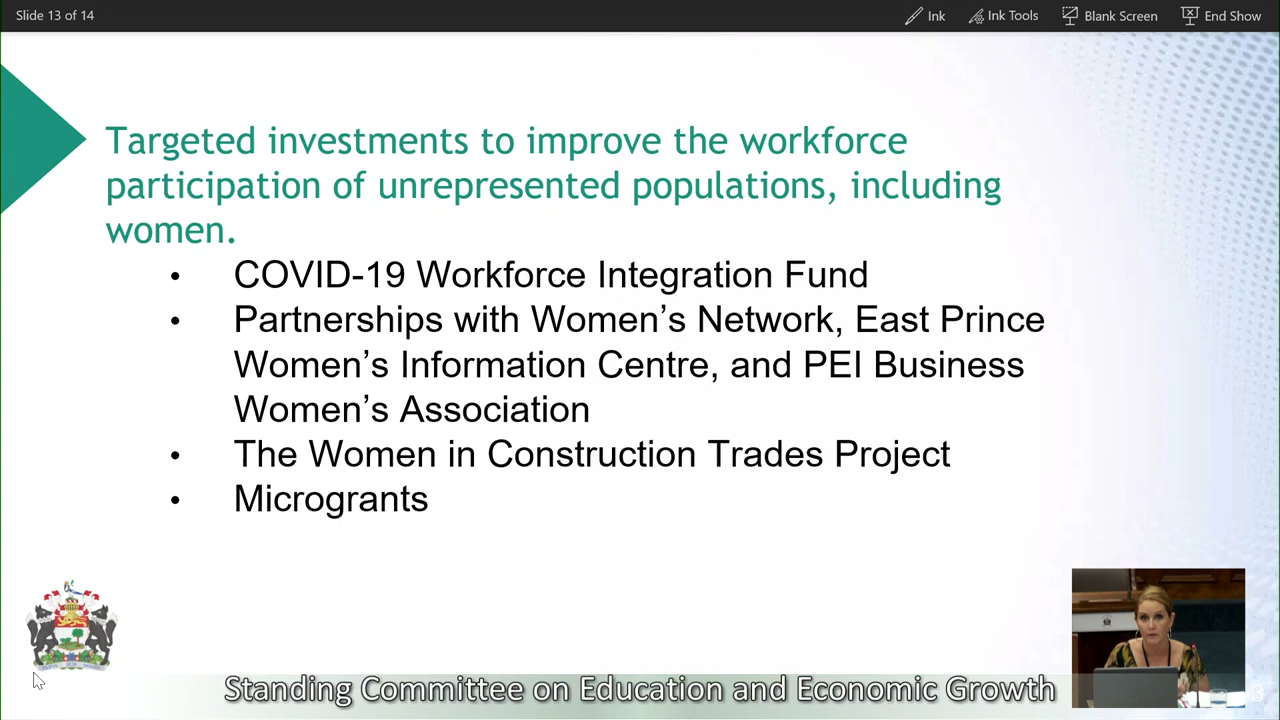 Slide 13 of 14
Ink
Ink Tools
Blank Screen
End Show
Targeted investments to improve the workforce
participation of unrepresented populations, including
women.
• COVID-19 Workforce Integration Fund
• Partnerships with Women’s Network, East Prince
Women’s Information Centre, and PEI Business
Women’s Association
• The Women in Construction Trades Project
• Microgrants
Standing Committee on Education and Economic Growth